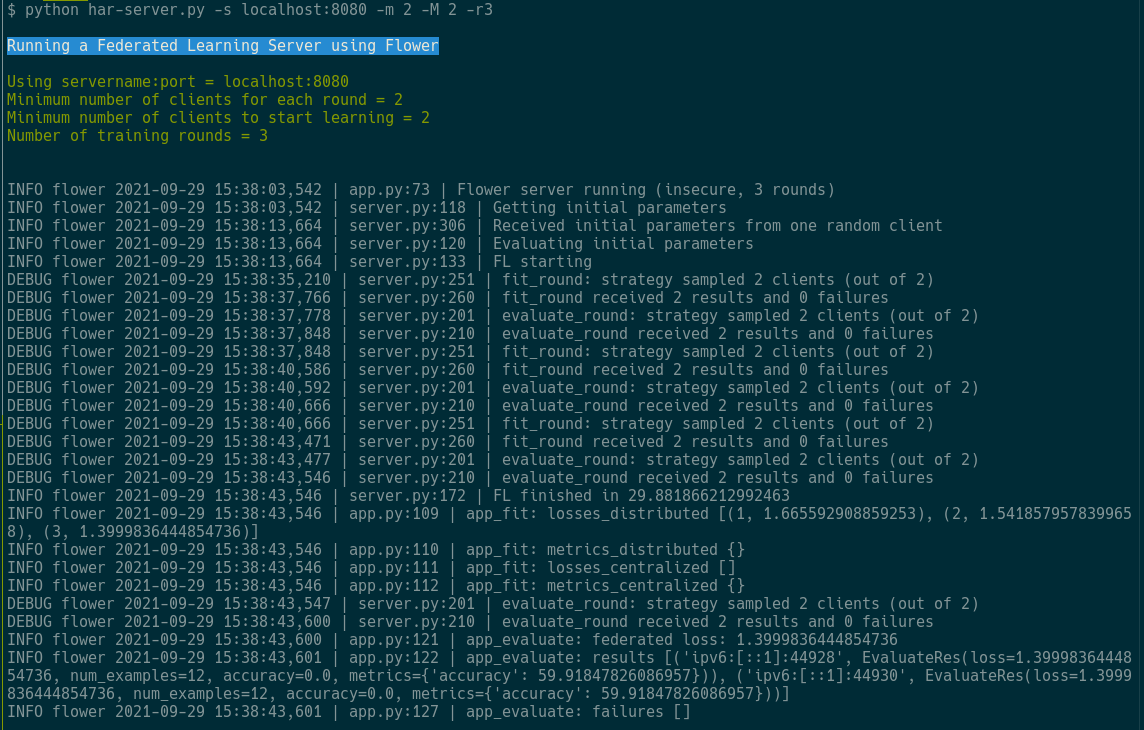 $ python har-server.py -s localhost:8080 -m 2 -M 2 -r3
Running a Federated Learning Server using Flower
Using servername:port = localhost:8080
Minimum number of clients for each round = 2
Minimum number of clients to start learning = 2
Number of training rounds = 3
INFO flower 2021-09-29 15:38:03,542 | app.py:73 | Flower server running (insecure, 3 rounds)
INFO flower 2021-09-29 15:38:03,542 | server.py:118 | Getting initial parameters
INFO flower 2021-09-29 15:38:13,664 | server.py:306 | Received initial parameters from one random client
INFO flower 2021-09-29 15:38:13,664 | server.py:120 | Evaluating initial parameters
INFO flower 2021-09-29 15:38:13,664 | server.py:133 | FL starting
DEBUG flower 2021-09-29 15:38:35,210 | server.py:251 | fit_round: strategy sampled 2 clients (out of 2)
DEBUG flower 2021-09-29 15:38:37,766 | server.py:260 | fit_round received 2 results and 0 failures
DEBUG flower 2021-09-29 15:38:37,778 | server.py:201 | evaluate_round: strategy sampled 2 clients (out of 2)
DEBUG flower 2021-09-29 15:38:37,848 | server.py:210 | evaluate_round received 2 results and 0 failures
DEBUG flower 2021-09-29 15:38:37,848 | server.py:251 | fit_round: strategy sampled 2 clients (out of 2)
DEBUG flower 2021-09-29 15:38:40,586 | server.py:260 | fit_round received 2 results and 0 failures
DEBUG flower 2021-09-29 15:38:40,592 | server.py:201 | evaluate_round: strategy sampled 2 clients (out of 2)
DEBUG flower 2021-09-29 15:38:40,666 | server.py:210 | evaluate_round received 2 results and 0 failures
DEBUG flower 2021-09-29 15:38:40,666 | server.py:251 | fit_round: strategy sampled 2 clients (out of 2)
DEBUG flower 2021-09-29 15:38:43,471 | server.py:260 | fit_round received 2 results and 0 failures
DEBUG flower 2021-09-29 15:38:43,477 | server.py:201 | evaluate_round: strategy sampled 2 clients (out of 2)
DEBUG flower 2021-09-29 15:38:43,546 | server.py:210 | evaluate_round received 2 results and 0 failures
INFO flower 2021-09-29 15:38:43,546 | server.py:172 | FL finished in 29.881866212992463
INFO flower 2021-09-29 15:38:43,546 | app.py:109 | app_fit: losses_distributed [(1, 1.665592908859253), (2, 1.541857957839965
8), (3, 1.3999836444854736)]
INFO flower 2021-09-29 15:38:43,546 | app.py:110 | app_fit: metrics_distributed {}
INFO flower 2021-09-29 15:38:43,546 | app.py:111 | app_fit: losses_centralized []
INFO flower 2021-09-29 15:38:43,546 | app.py:112 | app_fit: metrics_centralized {}
DEBUG flower 2021-09-29 15:38:43,547 | server.py:201 | evaluate_round: strategy sampled 2 clients (out of 2)
DEBUG flower 2021-09-29 15:38:43,600 | server.py:210 | evaluate_round received 2 results and 0 failures
INFO flower 2021-09-29 15:38:43,600 | app.py:121 | app_evaluate: federated loss: 1.3999836444854736
INFO flower 2021-09-29 15:38:43,601 | app.py:122 | app_evaluate: results [('ipv6:[::1]:44928', EvaluateRes(loss=1.39998364448
54736, num_examples=12, accuracy=0.0, metrics={'accuracy': 59.91847826086957})), ('ipv6:[::1]:44930', EvaluateRes(loss=1.3999
836444854736, num_examples=12, accuracy=0.0, metrics={'accuracy': 59.91847826086957}))]
INFO flower 2021-09-29 15:38:43,601 | app.py:127 | app_evaluate: failures []